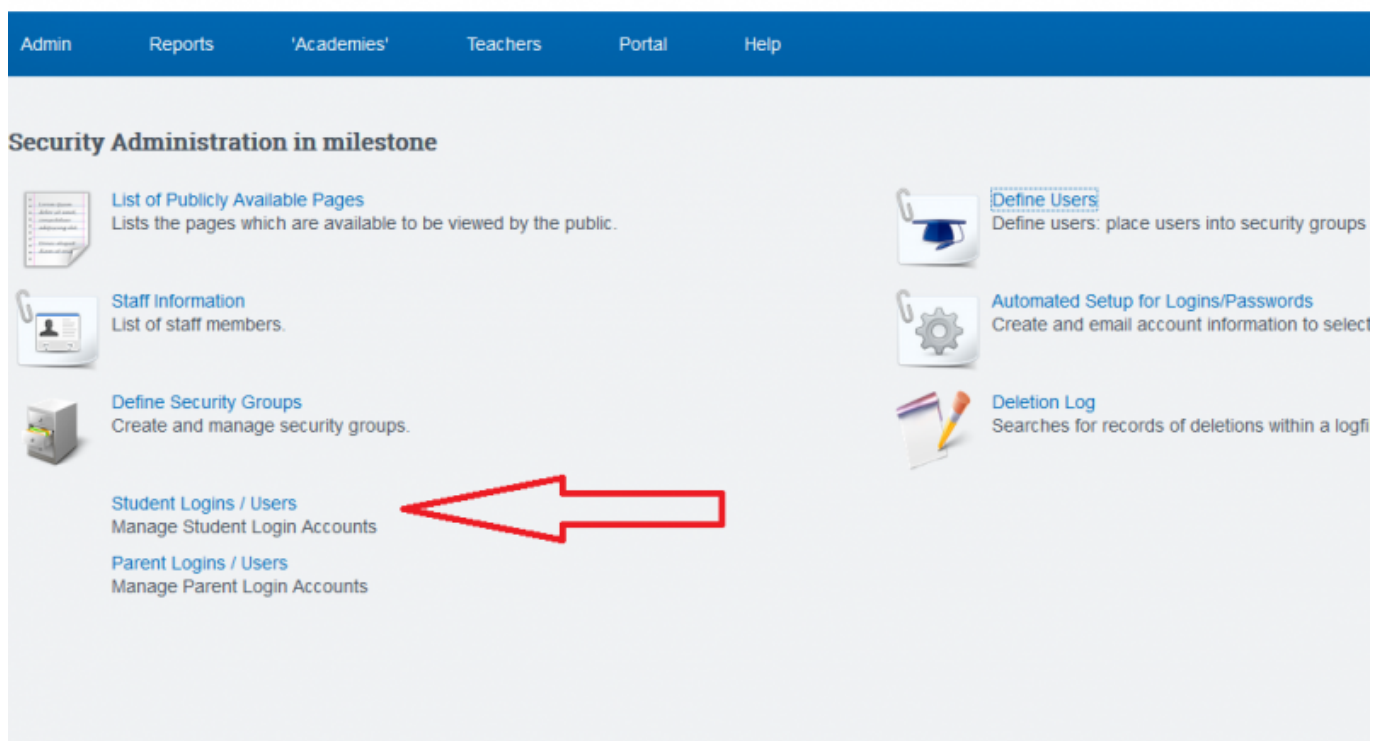 Admin Reports 'Academies' Teachers Portal Help
Security Administration in milestone
List of Publicly Available Pages
Lists the pages which are available to be viewed by the public.
Define Users
Define users: place users into security groups
Staff Information
List of staff members.
Automated Setup for Logins/Passwords
Create and email account information to select
Define Security Groups
Create and manage security groups.
Deletion Log
Searches for records of deletions within a logfi
Student Logins / Users
Manage Student Login Accounts
Parent Logins / Users
Manage Parent Login Accounts